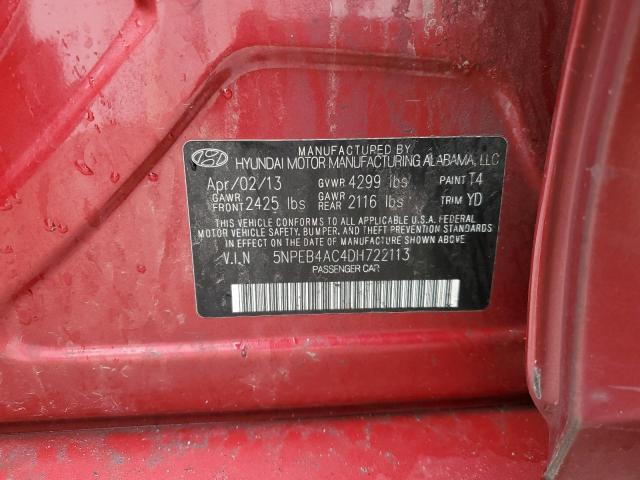 MANUFACTURED BY
HYUNDAI MOTOR MANUFACTURING ALABAMA, LLC
Apr/02/13 GVWR 4299 lbs PAINT T4
GAWR FRONT 2425 lbs GAWR REAR 2116 lbs TRIM YD
THIS VEHICLE CONFORMS TO ALL APPLICABLE U.S.A. FEDERAL
MOTOR VEHICLE SAFETY, BUMPER, AND THEFT PREVENTION STANDARDS
IN EFFECT ON THE DATE OF MANUFACTURE SHOWN ABOVE.
V.I.N 5NPEB4AC4DH722113
PASSENGER CAR